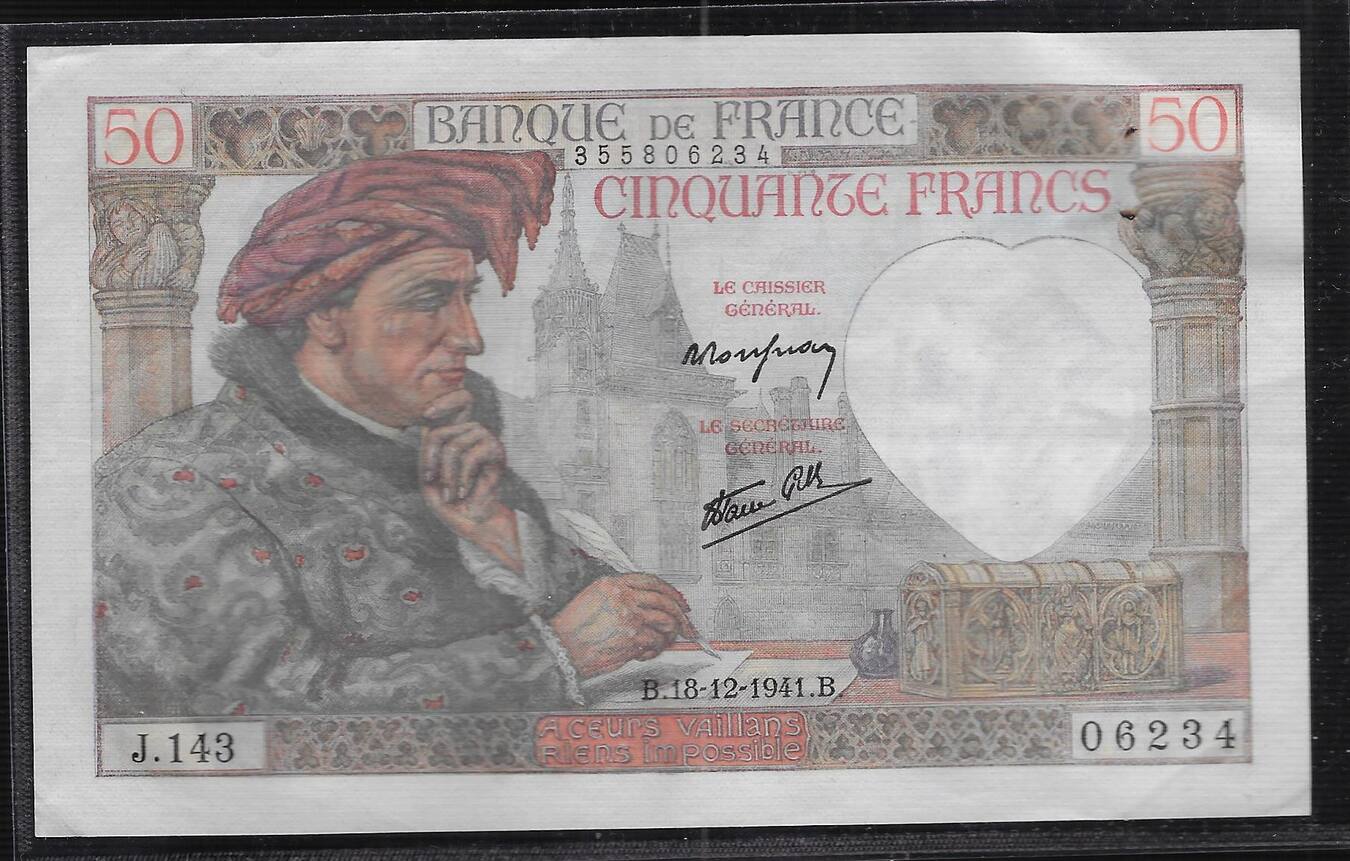 50
BANQUE DE FRANCE
50
355806234
CINQUANTE FRANCS
LE CAISSIER
GÉNÉRAL.
LE SECRÉTAIRE
GÉNÉRAL.
B.18-12-1941.B.
J.143
A CŒURS VAILLANS
RIENS IMPOSSIBLE
06234